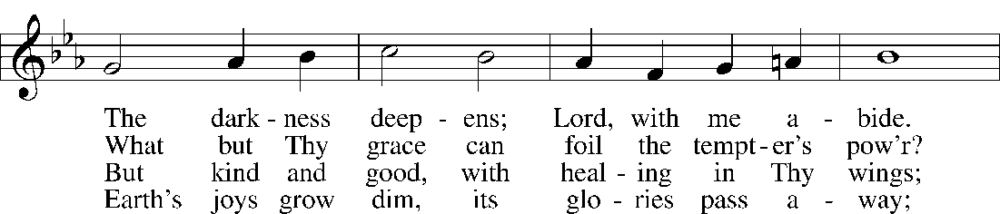 The dark - ness deep - ens; Lord, with me a - bide.
What but Thy grace can foil the tempt - er's pow'r?
But kind and good, with heal - ing in Thy wings;
Earth's joys grow dim, its glo - ries pass a - way;